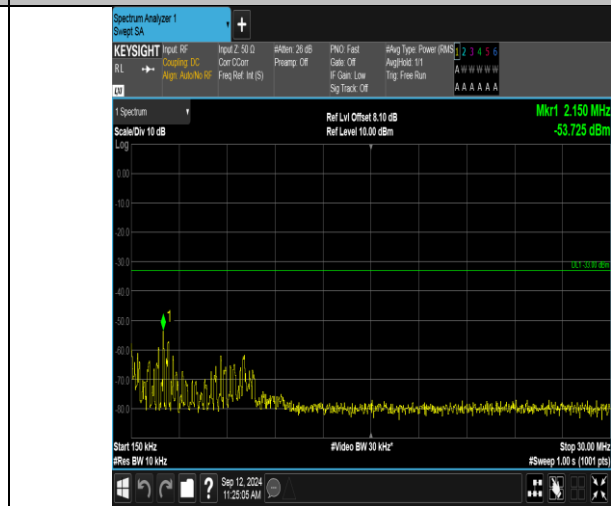 Spectrum Analyzer 1
Swept SA
+
KEYSIGHT Input: RF Input Z: 50 Ω #Atten: 26 dB PNO: Fast #Avg Type: Power (RMS 1 2 3 4 5 6
RL Coupling: DC Corr CCorr Preamp: Off Gate: Off Avg|Hold: 1/1 A W W W W W
Align: Auto/No RF Freq Ref: Int (S) IF Gain: Low Trig: Free Run
LXI Sig Track: Off A A A A A A
1 Spectrum Ref Lvl Offset 8.10 dB Mkr1 2.150 MHz
Scale/Div 10 dB Ref Level 10.00 dBm -53.725 dBm
Log
0.00
-10.0
-20.0
-30.0 DL1 -33.00 dBm
-40.0
-50.0
1
-60.0
-70.0
-80.0
Start 150 kHz #Video BW 30 kHz* Stop 30.00 MHz
#Res BW 10 kHz #Sweep 1.00 s (1001 pts)
? Sep 12, 2024
11:25:05 AM